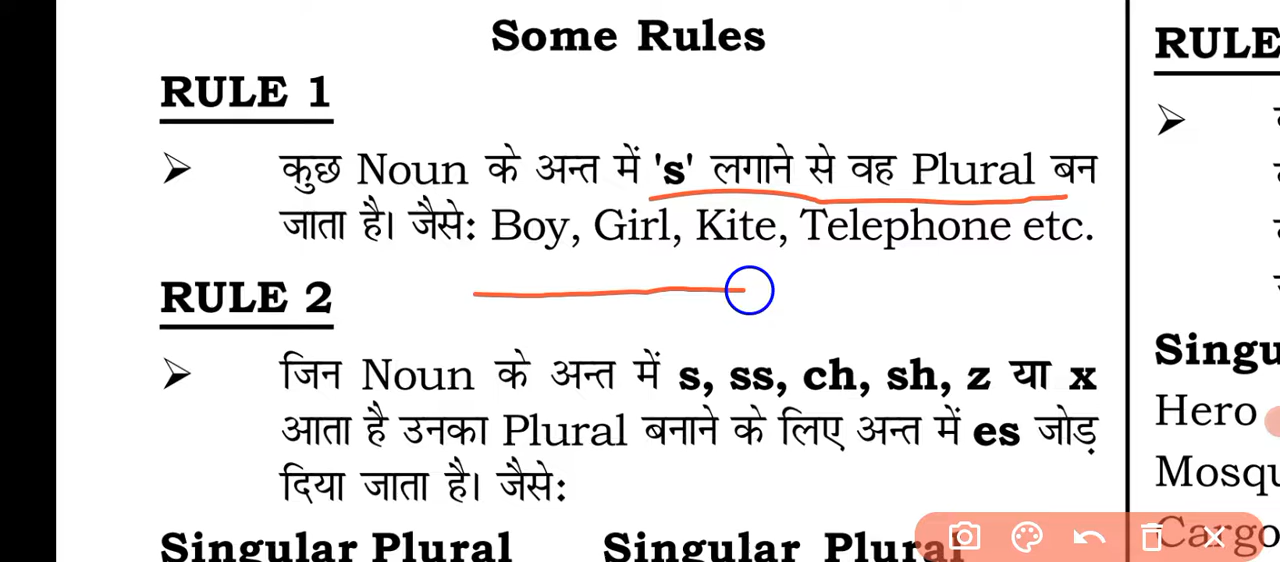 Some Rules
RULE 1
➤ कुछ Noun के अन्त में 's' लगाने से वह Plural बन
जाता है। जैसे: Boy, Girl, Kite, Telephone etc.
RULE 2
➤ जिन Noun के अन्त में s, ss, ch, sh, z या x
आता है उनका Plural बनाने के लिए अन्त में es जोड़
दिया जाता है। जैसे:
Singular Plural Singular Plural
RULE
➤
Singu
Hero
Mosqu
Cargo